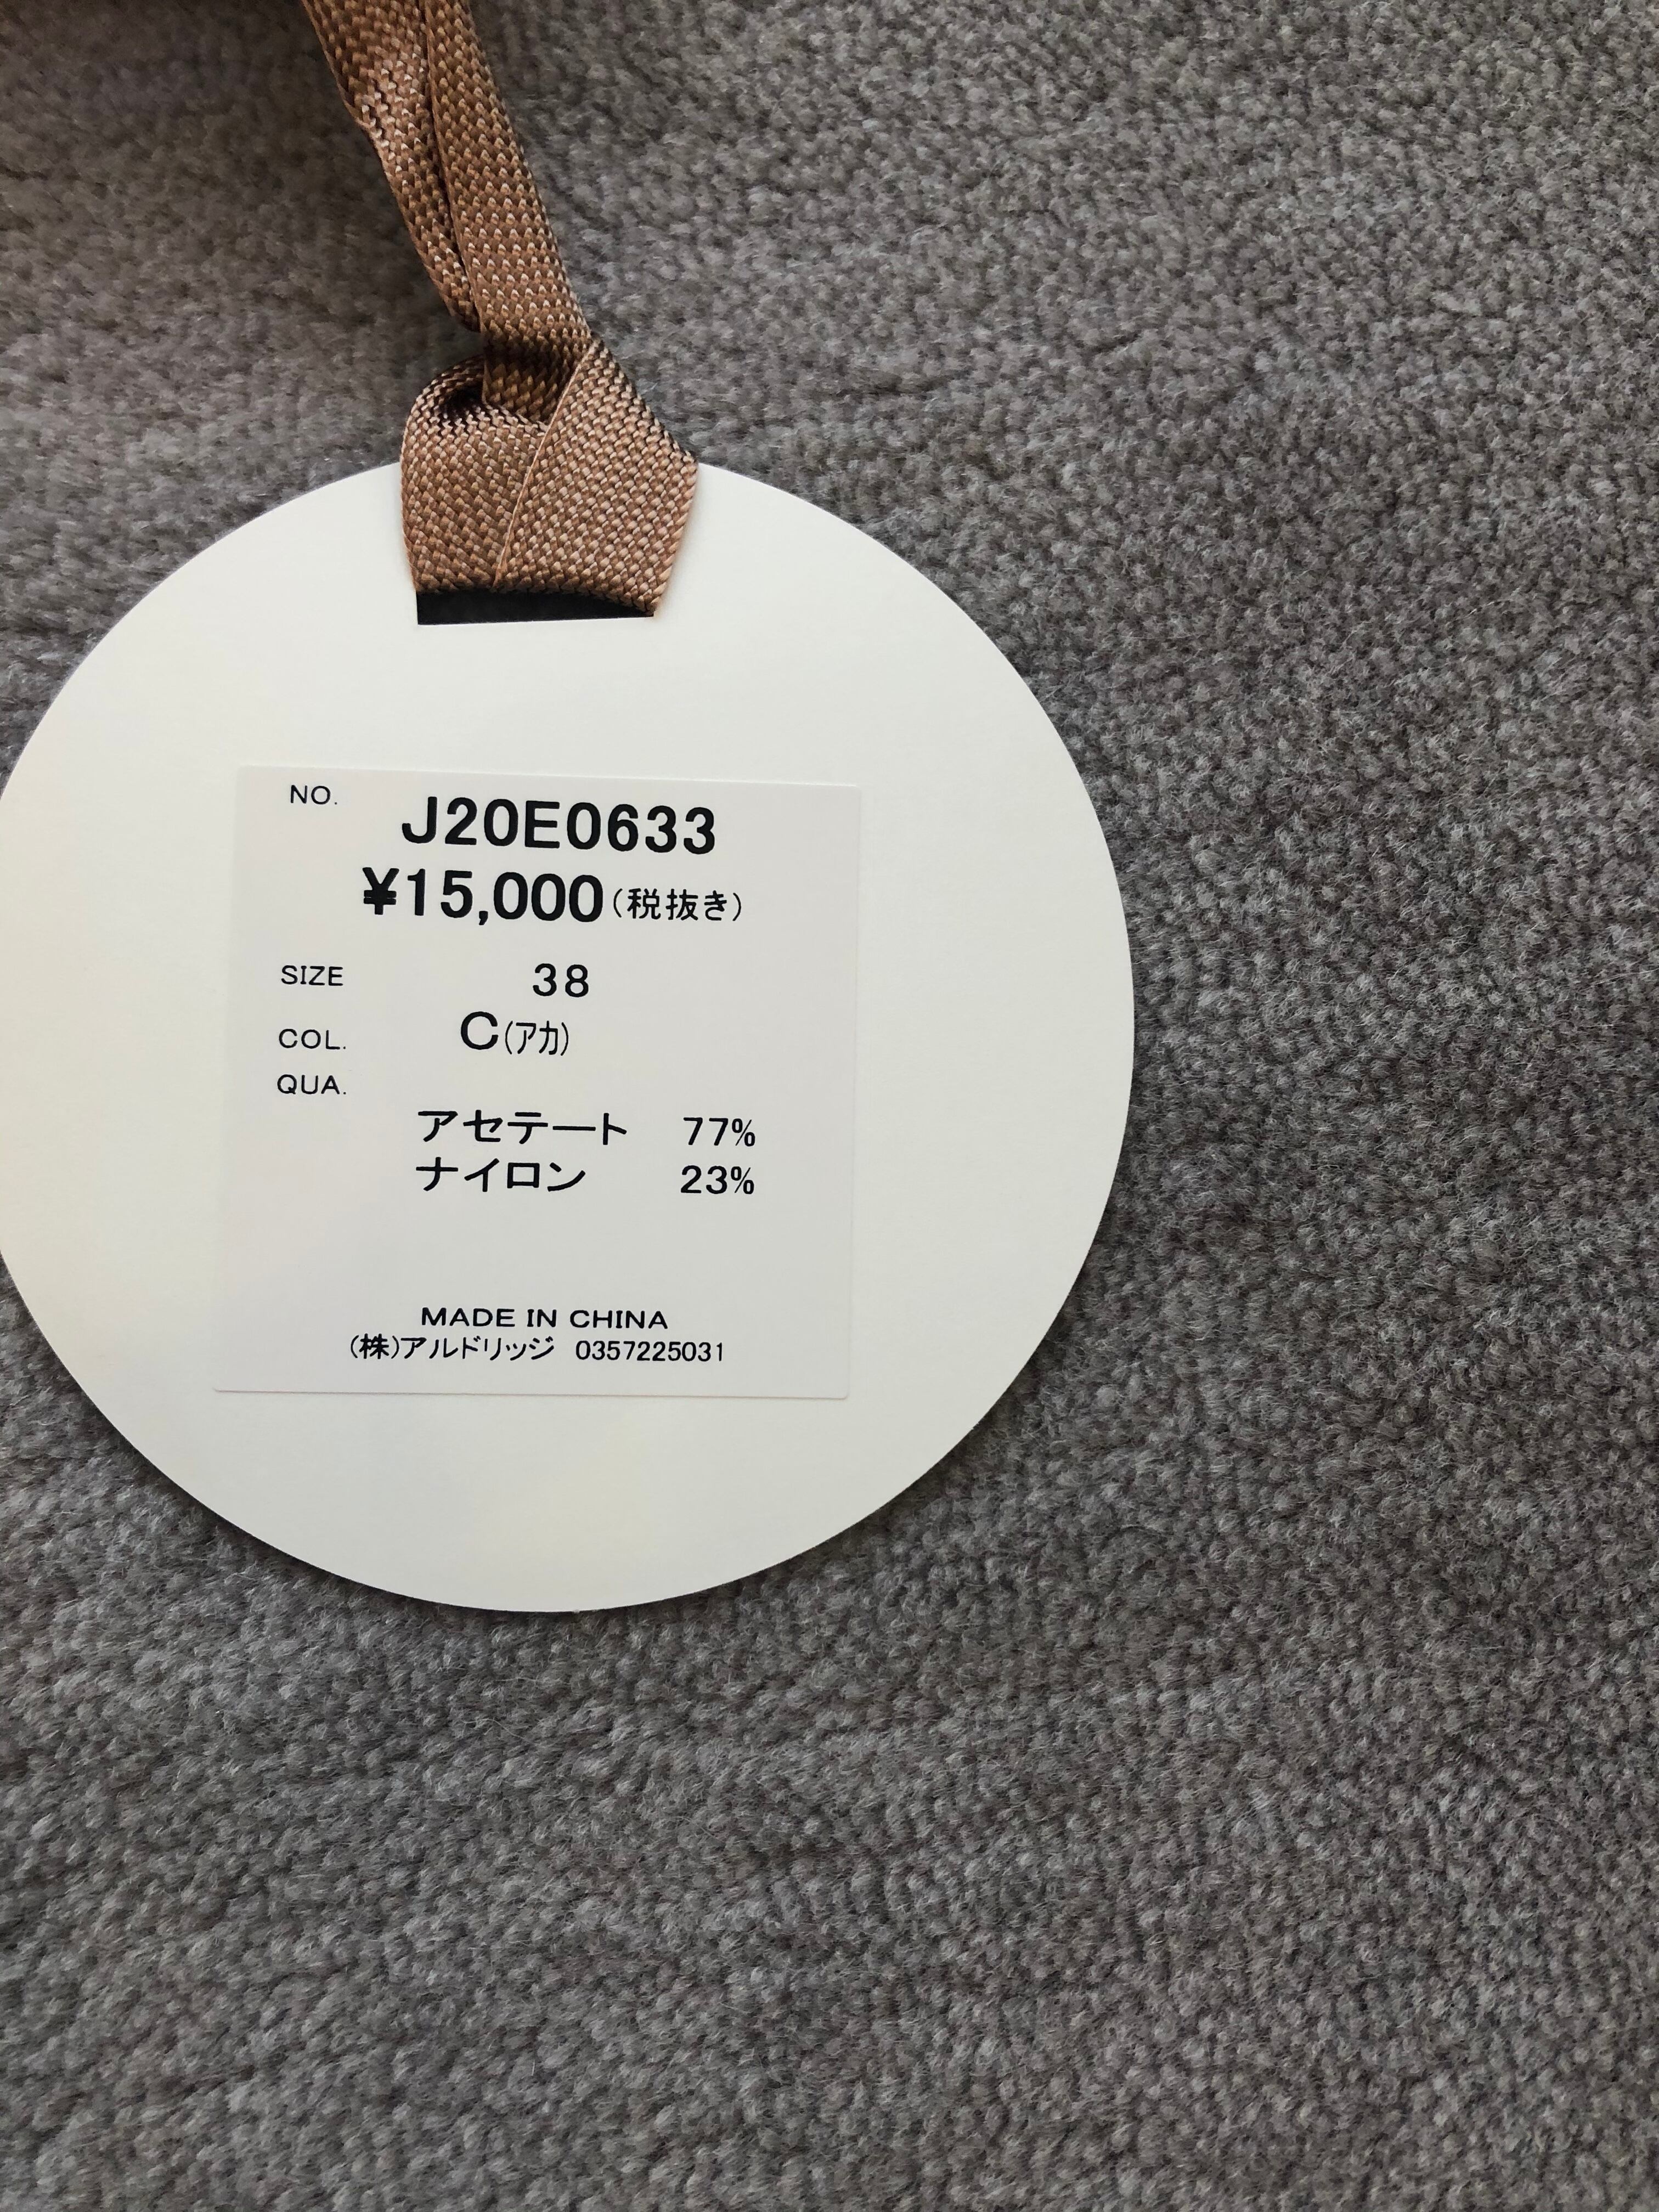 NO. J20E0633
¥15,000(税抜き)
SIZE 38
COL. C(アカ)
QUA.
アセテート 77%
ナイロン 23%
MADE IN CHINA
(株)アルドリッジ 0357225031